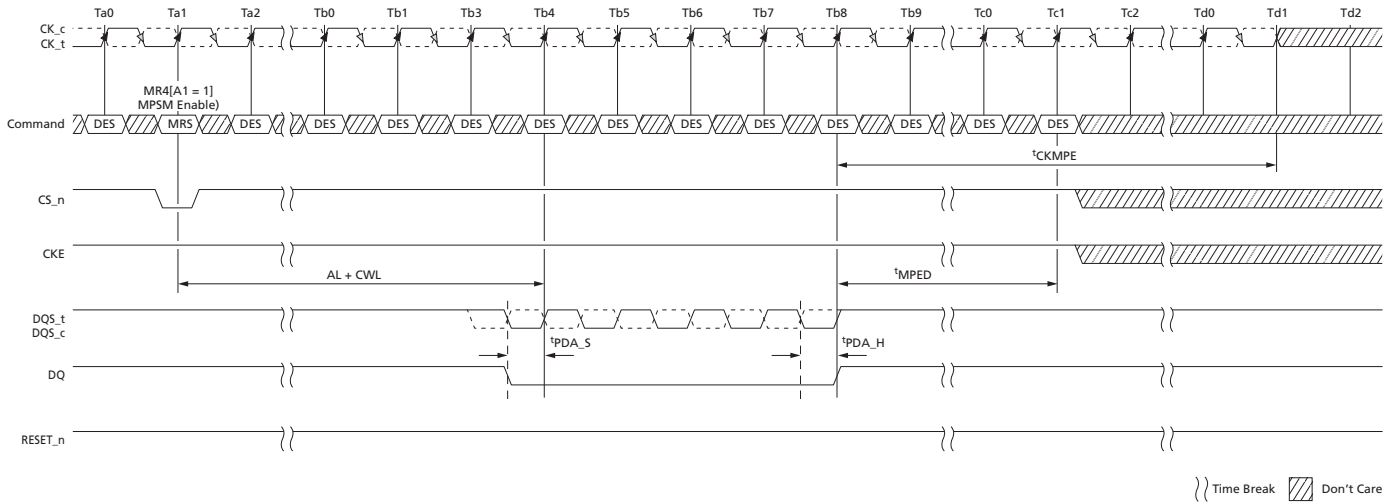 Ta0 Ta1 Ta2 Tb0 Tb1 Tb3 Tb4 Tb5 Tb6 Tb7 Tb8 Tb9 Tc0 Tc1 Tc2 Td0 Td1 Td2
CK_c
CK_t
MR4[A1 = 1]
MPSM Enable)
Command DES MRS DES DES DES DES DES DES DES DES DES DES DES DES
tCKMPE
CS_n
CKE
AL + CWL tMPED
DQS_t
DQS_c
tPDA_S tPDA_H
DQ
RESET_n
Time Break Don't Care